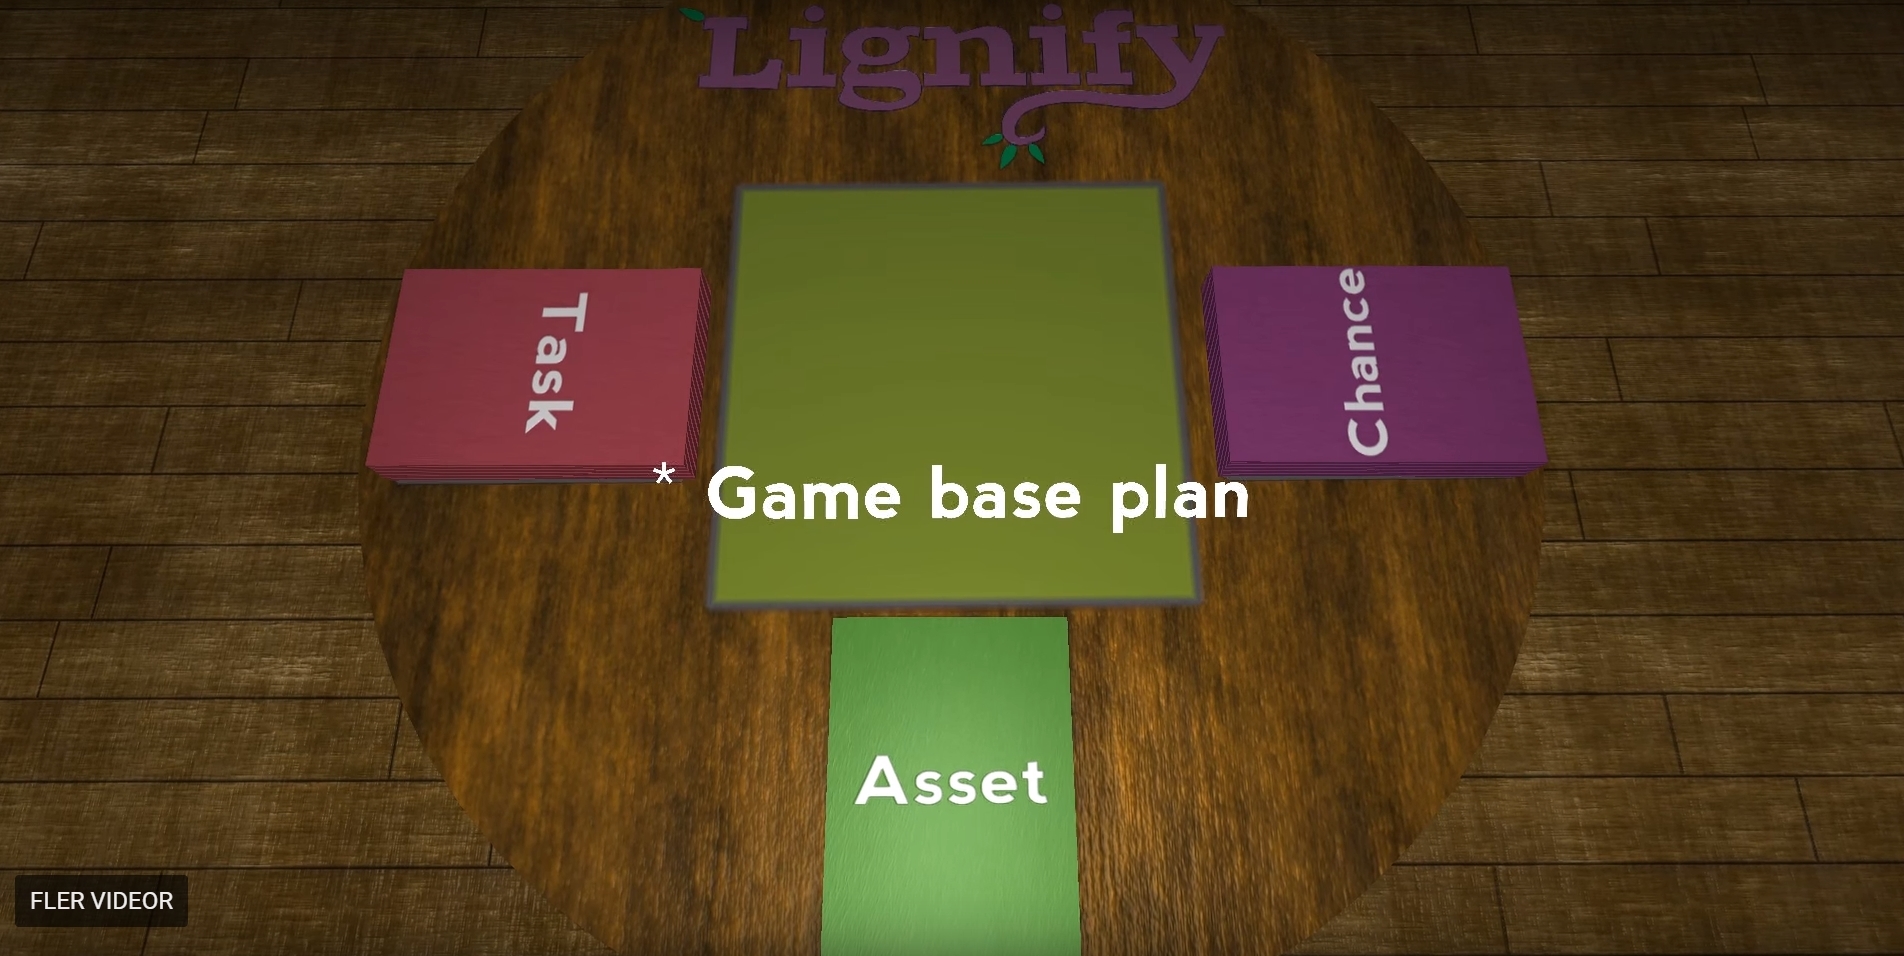 Lignify
Task
Chance
* Game base plan
Asset
FLER VIDEOR